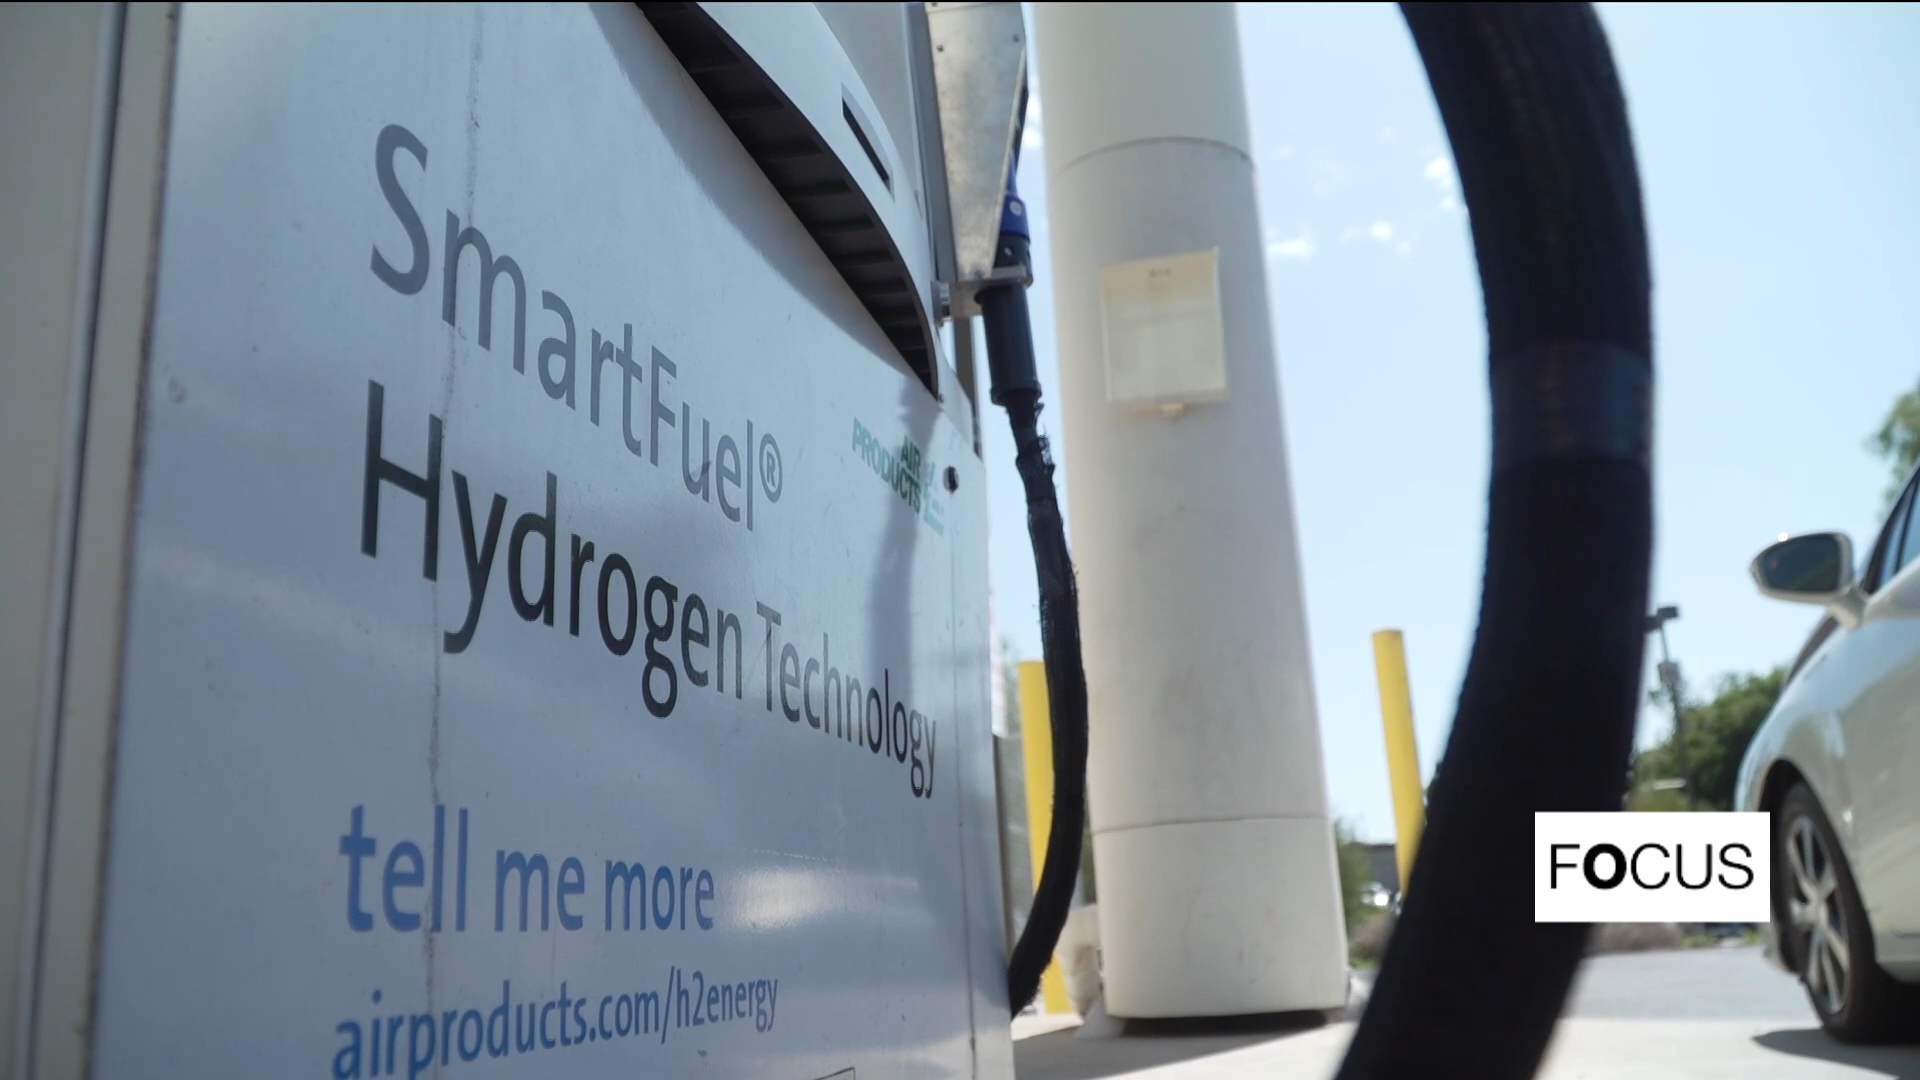 SmartFuel®
Hydrogen Technology
AIR
PRODUCTS
tell me more
airproducts.com/h2energy
FOCUS